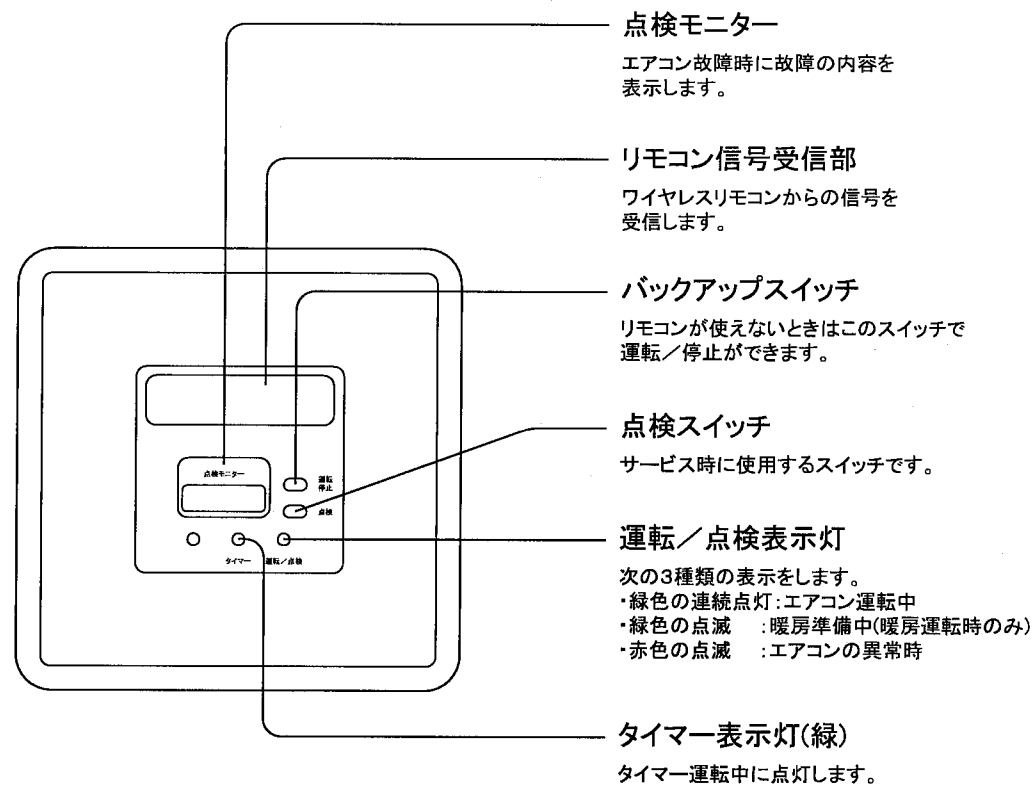 点検モニター
エアコン故障時に故障の内容を
表示します。
リモコン信号受信部
ワイヤレスリモコンからの信号を
受信します。
バックアップスイッチ
リモコンが使えないときはこのスイッチで
運転／停止ができます。
点検スイッチ
サービス時に使用するスイッチです。
運転／点検表示灯
次の3種類の表示をします。
・緑色の連続点灯：エアコン運転中
・緑色の点滅　：暖房準備中(暖房運転時のみ)
・赤色の点滅　：エアコンの異常時
タイマー表示灯(緑)
タイマー運転中に点灯します。
点検モニター
運転
停止
点検
タイマー
運転／点検